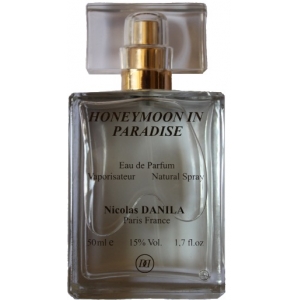 HONEYMOON IN
PARADISE
Eau de Parfum
Vaporisateur Natural Spray
Nicolas DANILA
Paris France
50ml e 15% Vol. 1,7 fl.oz